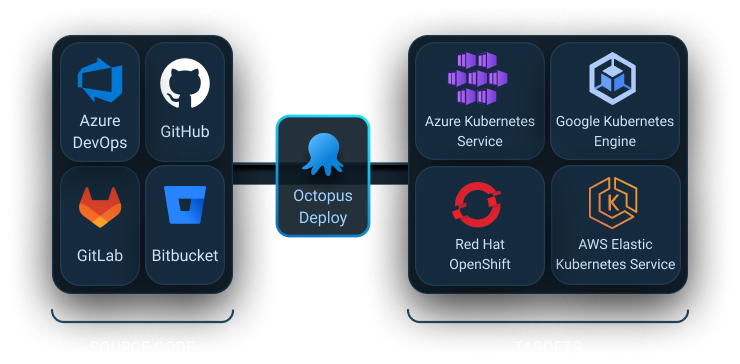 Azure
DevOps
GitHub
GitLab
Bitbucket
Octopus
Deploy
Azure Kubernetes
Service
Google Kubernetes
Engine
Red Hat
OpenShift
K
AWS Elastic
Kubernetes Service
SOURCE CODE
TARGETS